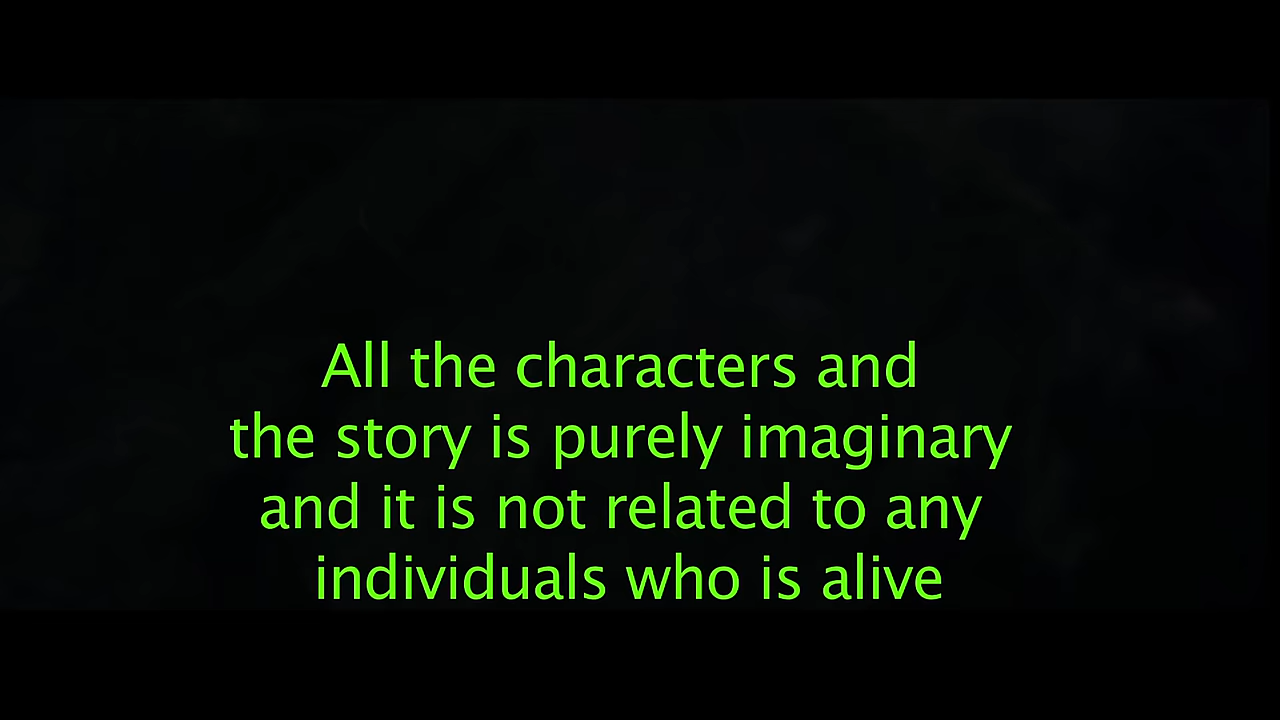 All the characters and
the story is purely imaginary
and it is not related to any
individuals who is alive